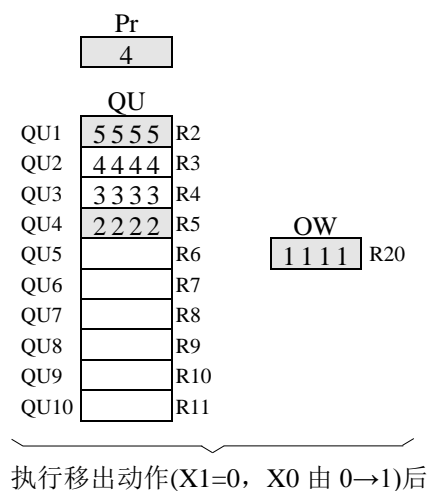 Pr
4
QU
QU1 5555 R2
QU2 4444 R3
QU3 3333 R4
QU4 2222 R5
OW
QU5 R6 1111 R20
QU6 R7
QU7 R8
QU8 R9
QU9 R10
QU10 R11
执行移出动作(X1=0，X0 由 0→1)后